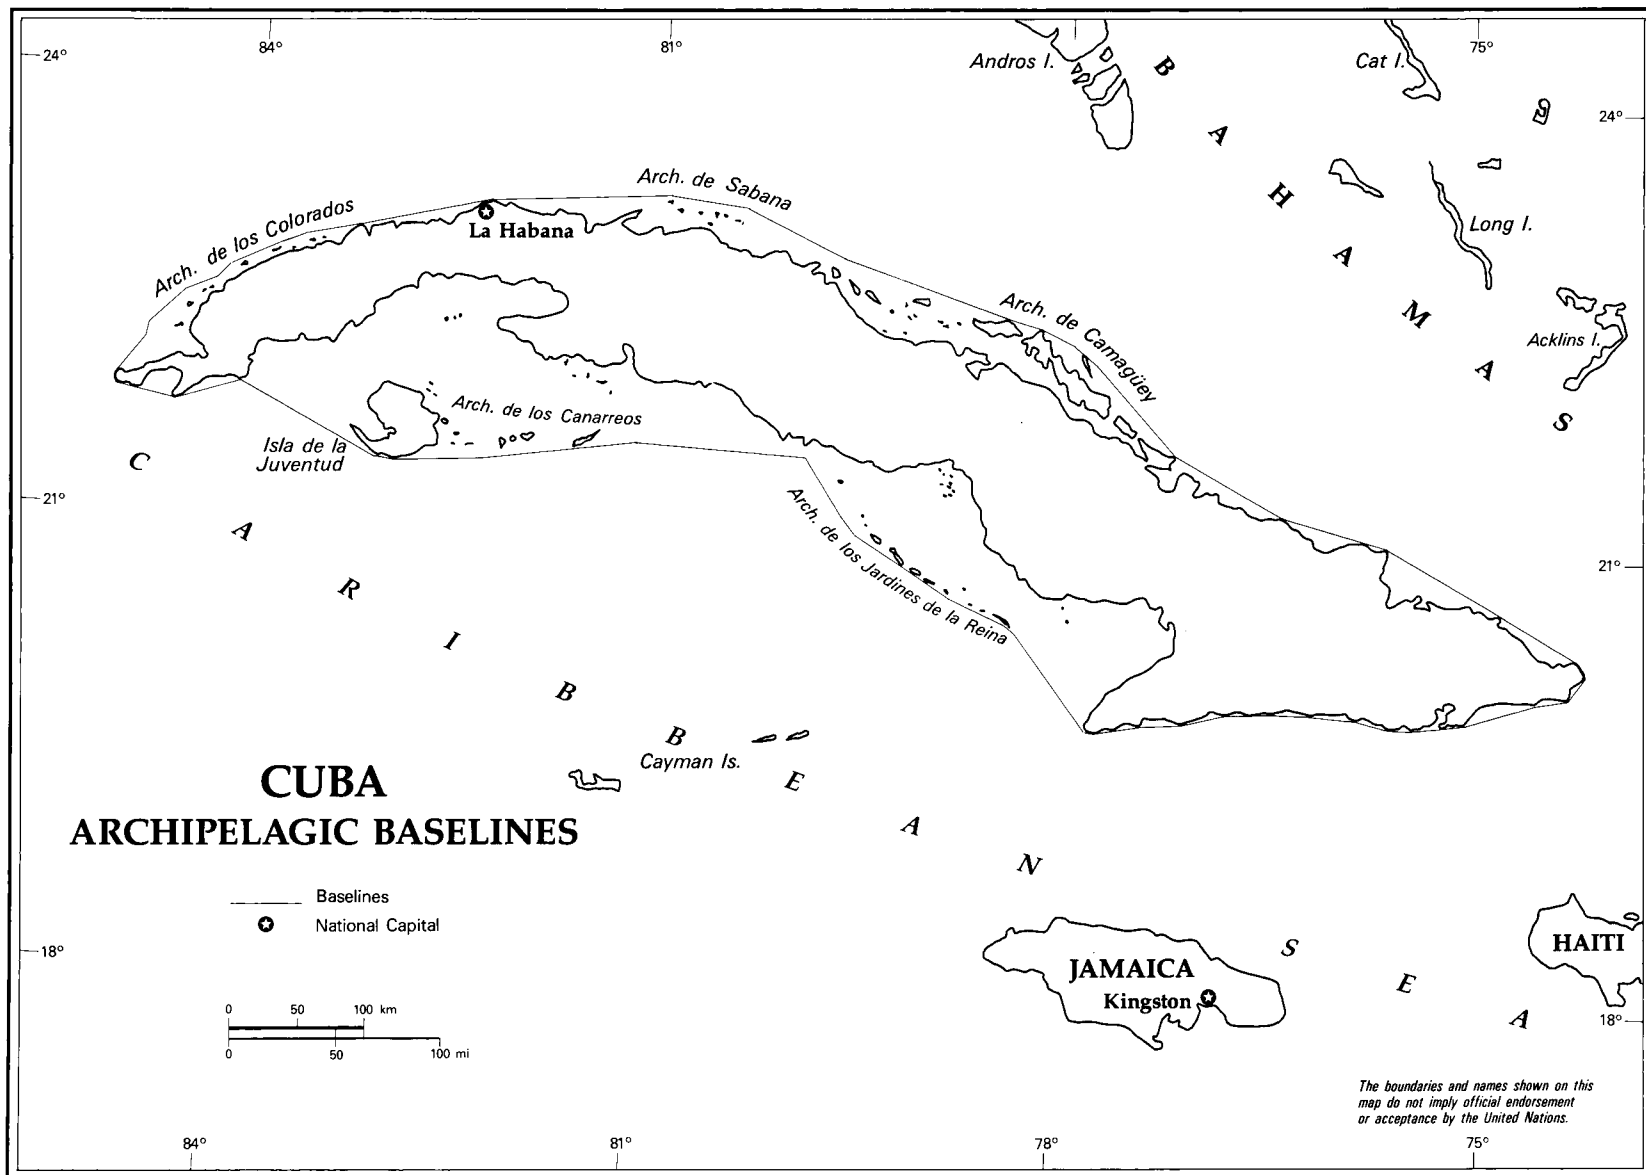 84°
81°
75°
24°
24°
Andros I.
Cat I.
B
A
H
A
M
A
S
Arch. de Sabana
Arch. de los Colorados
La Habana
Long I.
Arch. de Camagüey
Acklins I.
Arch. de los Canarreos
Isla de la
Juventud
21°
21°
Arch. de los Jardines de la Reina
C
A
R
I
B
B
E
A
N
S
E
A
Cayman Is.
CUBA
ARCHIPELAGIC BASELINES
Baselines
National Capital
18°
18°
JAMAICA
Kingston
HAITI
0 50 100 km
0 50 100 mi
The boundaries and names shown on this
map do not imply official endorsement
or acceptance by the United Nations.
84°
81°
78°
75°